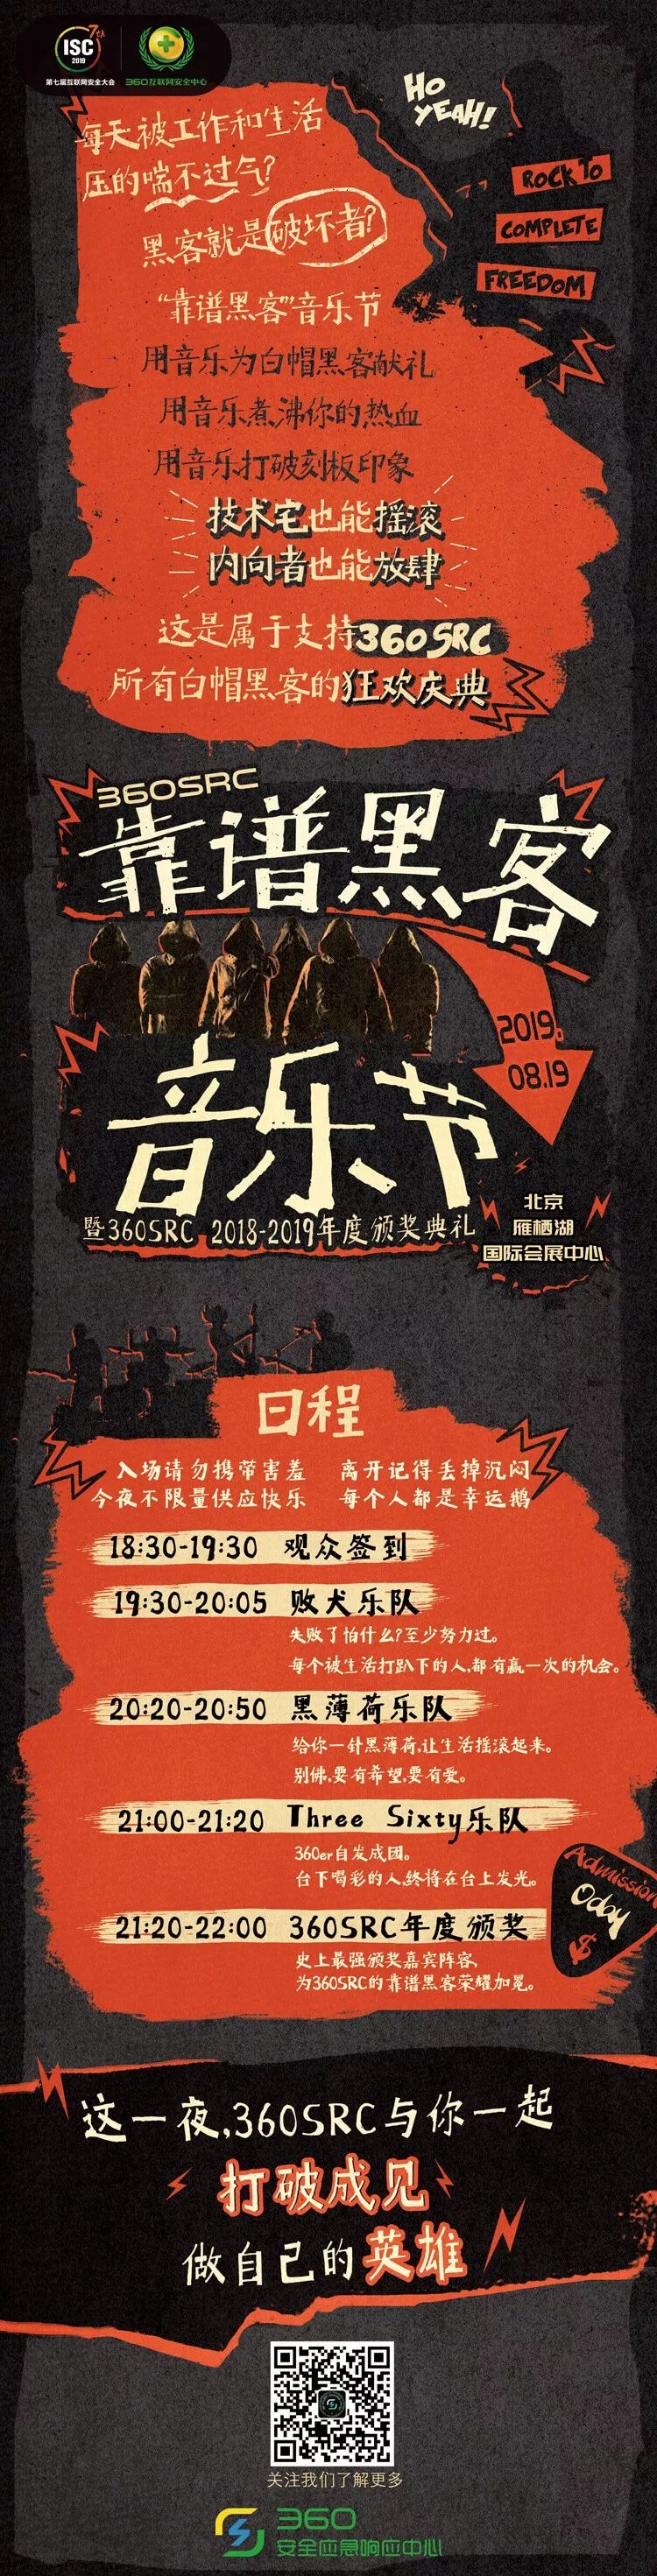 ISC
7th
2019
第七届互联网安全大会
360互联网安全中心
HO
YEAH!
每天被工作和生活
压的喘不过气?
黑客就是破坏者?
ROCK TO
COMPLETE
FREEDOM
“靠谱黑客”音乐节
用音乐为白帽黑客献礼
用音乐煮沸你的热血
用音乐打破刻板印象
技术宅也能摇滚
内向者也能放肆
这是属于支持360SRC
所有白帽黑客的狂欢庆典
360SRC
靠谱黑客
2019.
08.19
音乐节
暨360SRC 2018-2019年度颁奖典礼
北京
雁栖湖
国际会展中心
日程
入场请勿携带害羞 离开记得丢掉沉闷
今夜不限量供应快乐 每个人都是幸运鹅
18:30-19:30 观众签到
19:30-20:05 败犬乐队
失败了怕什么?至少努力过。
每个被生活打趴下的人,都有赢一次的机会。
20:20-20:50 黑薄荷乐队
给你一针黑薄荷,让生活摇滚起来。
别佛,要有希望,要有爱。
21:00-21:20 Three Sixty乐队
360er自发成团。
台下喝彩的人,终将在台上发光。
Admission
0day
$
21:20-22:00 360SRC年度颁奖
史上最强颁奖嘉宾阵容,
为360SRC的靠谱黑客荣耀加冕。
这一夜,360SRC与你一起
打破成见
做自己的英雄
关注我们了解更多
360
安全应急响应中心